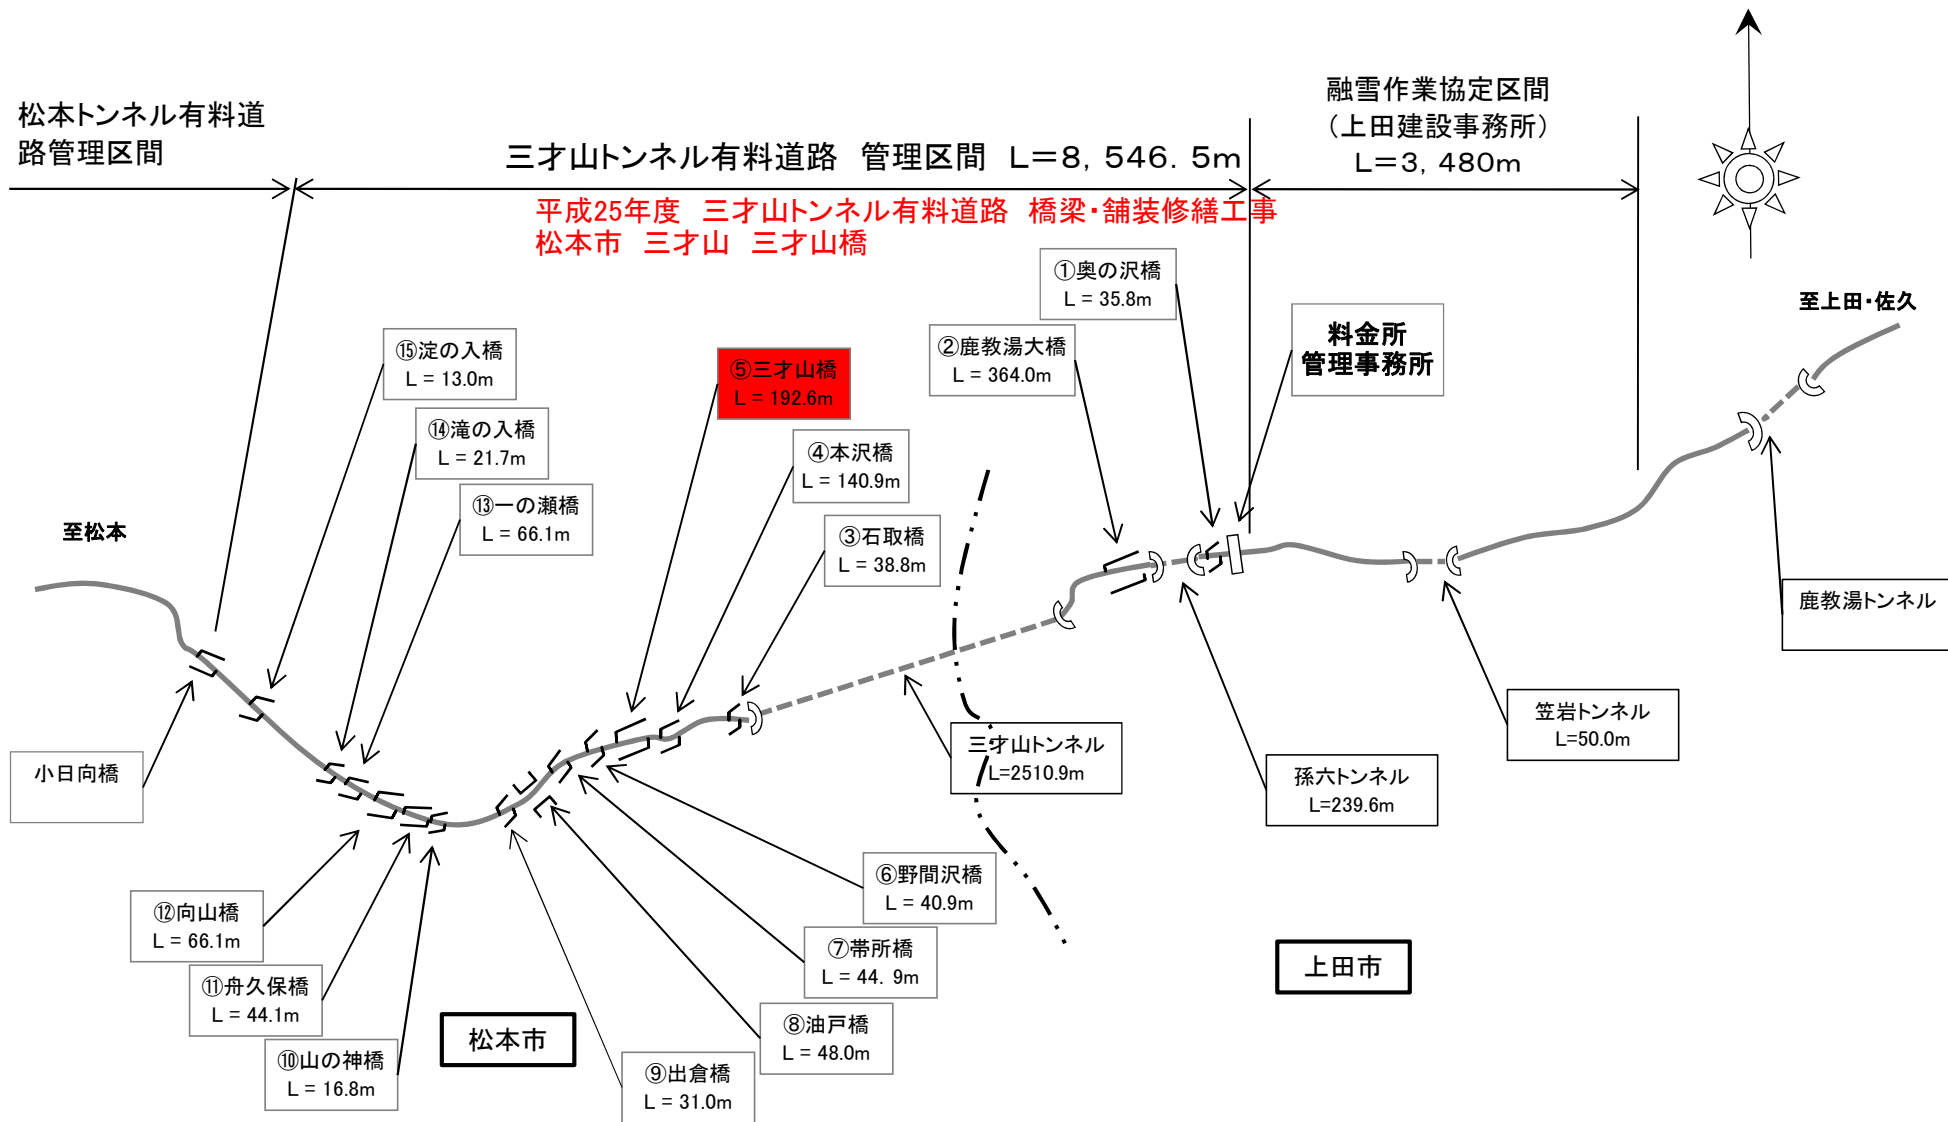 松本トンネル有料道
路管理区間
三才山トンネル有料道路 管理区間 L=8，546．5m
融雪作業協定区間
（上田建設事務所）
L=3，480m
平成25年度 三才山トンネル有料道路 橋梁・舗装修繕工事
松本市 三才山 三才山橋
①奥の沢橋
L = 35.8m
至上田・佐久
料金所
管理事務所
②鹿教湯大橋
L = 364.0m
⑮淀の入橋
L = 13.0m
⑤三才山橋
L = 192.6m
⑭滝の入橋
L = 21.7m
④本沢橋
L = 140.9m
⑬一の瀬橋
L = 66.1m
③石取橋
L = 38.8m
至松本
鹿教湯トンネル
笠岩トンネル
L=50.0m
三才山トンネル
L=2510.9m
孫六トンネル
L=239.6m
小日向橋
⑥野間沢橋
L = 40.9m
⑫向山橋
L = 66.1m
⑦帯所橋
L = 44．9m
上田市
⑪舟久保橋
L = 44.1m
⑧油戸橋
L = 48.0m
松本市
⑩山の神橋
L = 16.8m
⑨出倉橋
L = 31.0m